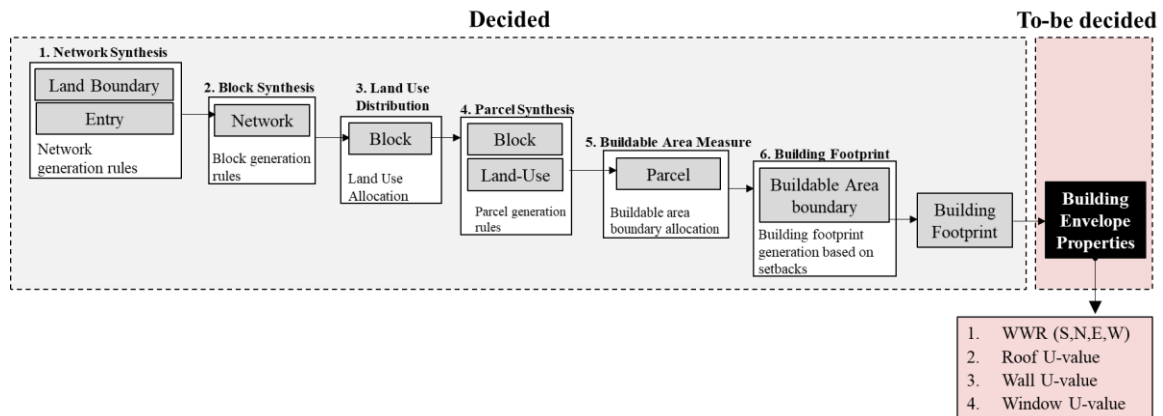 Decided
To-be decided
1. Network Synthesis
Land Boundary
Entry
Network
generation rules
2. Block Synthesis
Network
Block generation
rules
3. Land Use
Distribution
Block
Land Use
Allocation
4. Parcel Synthesis
Block
Land-Use
Parcel generation
rules
5. Buildable Area Measure
Parcel
Buildable area
boundary allocation
6. Building Footprint
Buildable Area
boundary
Building footprint
generation based on
setbacks
Building
Footprint
Building
Envelope
Properties
1. WWR (S,N,E,W)
2. Roof U-value
3. Wall U-value
4. Window U-value